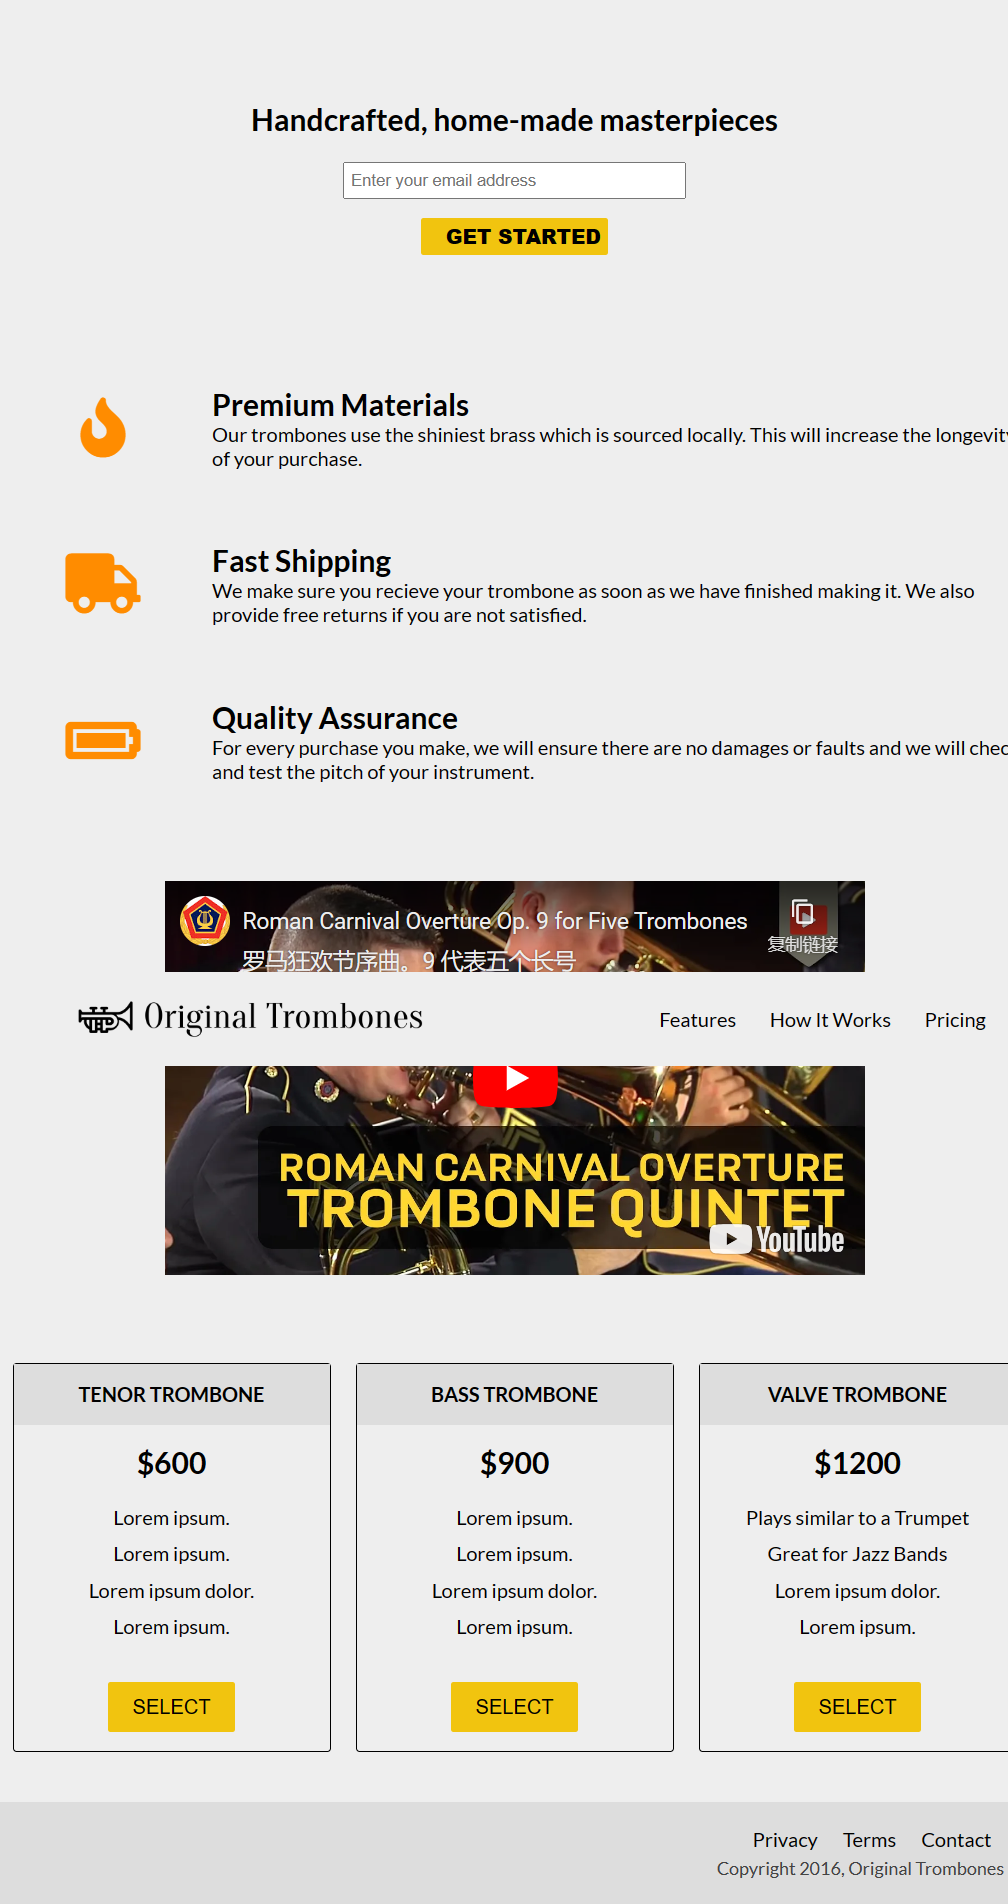 Handcrafted, home-made masterpieces
Enter your email address
GET STARTED
Premium Materials
Our trombones use the shiniest brass which is sourced locally. This will increase the longevity
of your purchase.
Fast Shipping
We make sure you recieve your trombone as soon as we have finished making it. We also
provide free returns if you are not satisfied.
Quality Assurance
For every purchase you make, we will ensure there are no damages or faults and we will chec
and test the pitch of your instrument.
Roman Carnival Overture Op. 9 for Five Trombones
复制链接
罗马狂欢节序曲。9 代表五个长号
Original Trombones
Features How It Works Pricing
ROMAN CARNIVAL OVERTURE
TROMBONE QUINTET
YouTube
TENOR TROMBONE
$600
Lorem ipsum.
Lorem ipsum.
Lorem ipsum dolor.
Lorem ipsum.
SELECT
BASS TROMBONE
$900
Lorem ipsum.
Lorem ipsum.
Lorem ipsum dolor.
Lorem ipsum.
SELECT
VALVE TROMBONE
$1200
Plays similar to a Trumpet
Great for Jazz Bands
Lorem ipsum dolor.
Lorem ipsum.
SELECT
Privacy Terms Contact
Copyright 2016, Original Trombones